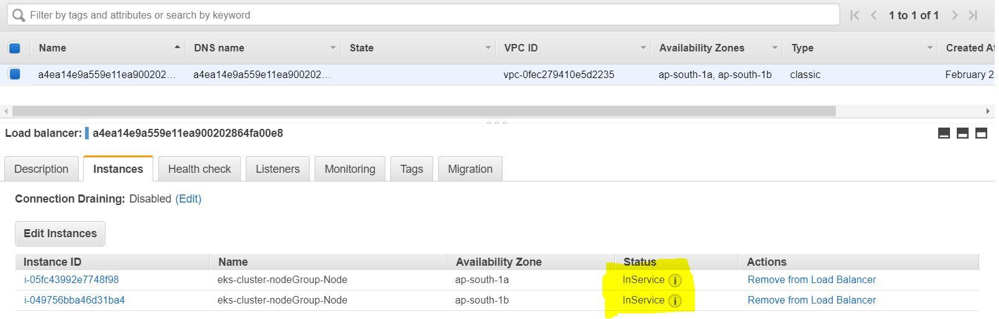 Filter by tags and attributes or search by keyword 1 to 1 of 1
Name DNS name State VPC ID Availability Zones Type Created At
a4ea14e9a559e11ea900202... a4ea14e9a559e11ea900202... vpc-0fec279410e5d2235 ap-south-1a, ap-south-1b classic February 2
Load balancer: a4ea14e9a559e11ea900202864fa00e8
Description Instances Health check Listeners Monitoring Tags Migration
Connection Draining: Disabled (Edit)
Edit Instances
Instance ID Name Availability Zone Status Actions
i-05fc43992e7748f98 eks-cluster-nodeGroup-Node ap-south-1a InService Remove from Load Balancer
i-049756bba46d31ba4 eks-cluster-nodeGroup-Node ap-south-1b InService Remove from Load Balancer